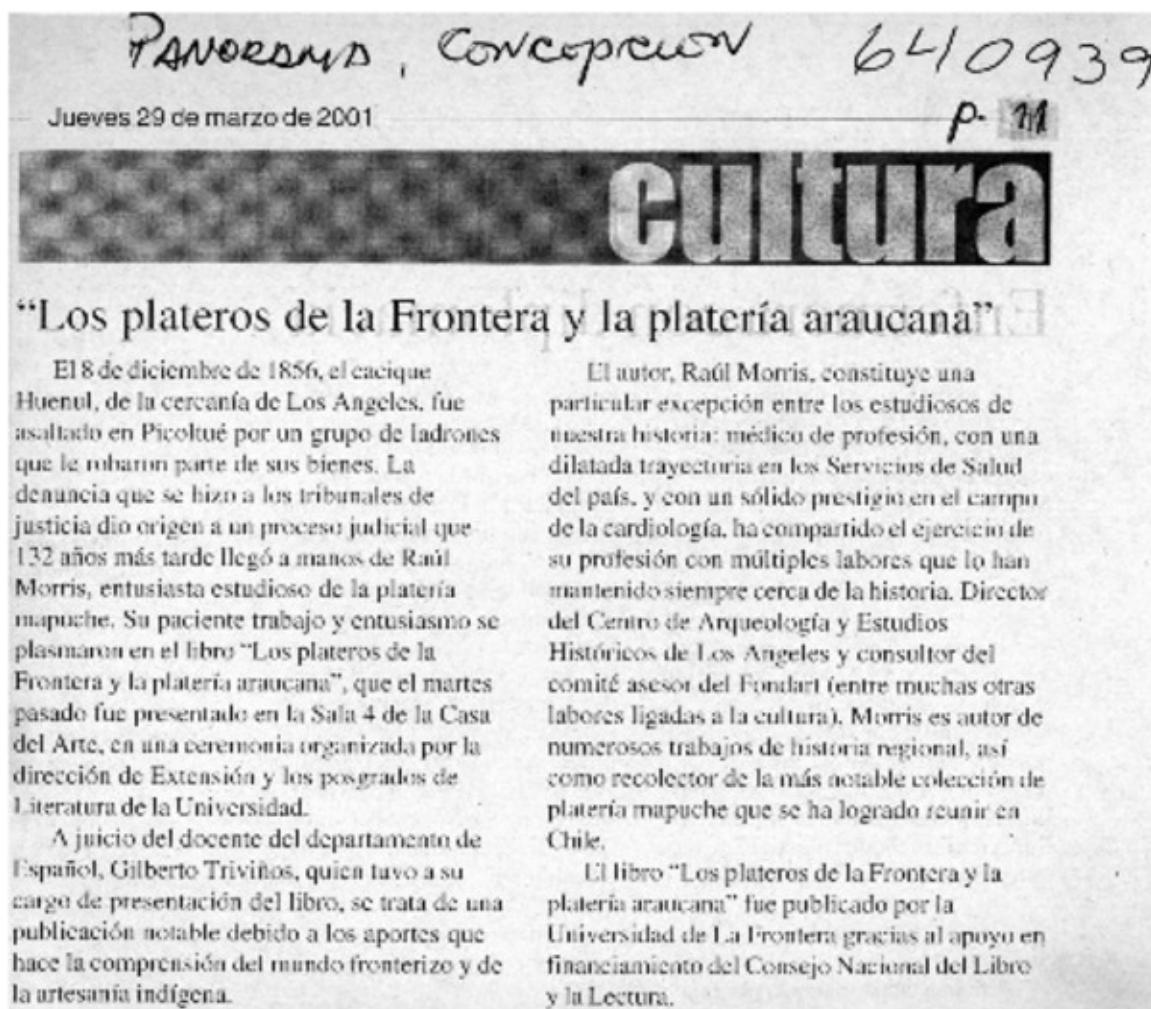 PANORAMA, CONCEPCION 640939
Jueves 29 de marzo de 2001
p. 11
cultura
“Los plateros de la Frontera y la platería araucana”
El 8 de diciembre de 1856, el cacique
Huenul, de la cercanía de Los Angeles, fue
asaltado en Picoltué por un grupo de ladrones
que le robaron parte de sus bienes. La
denuncia que se hizo a los tribunales de
justicia dio origen a un proceso judicial que
132 años más tarde llegó a manos de Raúl
Morris, entusiasta estudioso de la platería
mapuche. Su paciente trabajo y entusiasmo se
plasmaron en el libro “Los plateros de la
Frontera y la platería araucana”, que el martes
pasado fue presentado en la Sala 4 de la Casa
del Arte, en una ceremonia organizada por la
dirección de Extensión y los posgrados de
Literatura de la Universidad.
A juicio del docente del departamento de
Español, Gilberto Triviños, quien tuvo a su
cargo de presentación del libro, se trata de una
publicación notable debido a los aportes que
hace la comprensión del mundo fronterizo y de
la artesanía indígena.
El autor, Raúl Morris, constituye una
particular excepción entre los estudiosos de
nuestra historia: médico de profesión, con una
dilatada trayectoria en los Servicios de Salud
del país, y con un sólido prestigio en el campo
de la cardiología, ha compartido el ejercicio de
su profesión con múltiples labores que lo han
mantenido siempre cerca de la historia. Director
del Centro de Arqueología y Estudios
Históricos de Los Angeles y consultor del
comité asesor del Fondart (entre muchas otras
labores ligadas a la cultura), Morris es autor de
numerosos trabajos de historia regional, así
como recolector de la más notable colección de
platería mapuche que se ha logrado reunir en
Chile.
El libro “Los plateros de la Frontera y la
platería araucana” fue publicado por la
Universidad de La Frontera gracias al apoyo en
financiamiento del Consejo Nacional del Libro
y la Lectura.